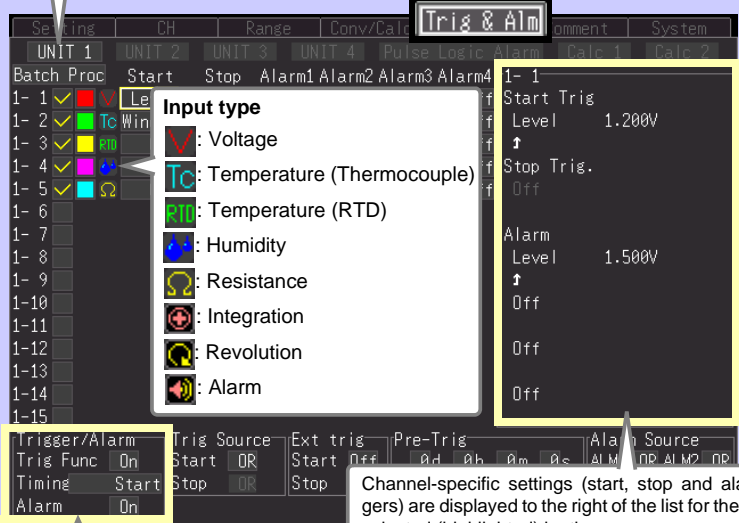 Setting CH Range Conv/Calc Trig & Alm omment System
UNIT 1 UNIT 2 UNIT 3 UNIT 4 Pulse Logic Alarm Calc 1 Calc 2
Batch Proc Start Stop Alarm1 Alarm2 Alarm3 Alarm4
1- 1 V Le f
1- 2 Tc Win f
1- 3 RTD f
1- 4 f
1- 5 Ω f
1- 6
1- 7
1- 8
1- 9
1-10
1-11
1-12
1-13
1-14
1-15
Input type
V: Voltage
Tc: Temperature (Thermocouple)
RTD: Temperature (RTD)
: Humidity
Ω: Resistance
: Integration
: Revolution
: Alarm
1- 1
Start Trig
Level 1.200V
↑
Stop Trig.
Off
Alarm
Level 1.500V
↑
Off
Off
Off
Trigger/Alarm
Trig Func On
Timing Start
Alarm On
Trig Source
Start OR
Stop OR
Ext trig
Start Off
Stop
Pre-Trig
0d 0h 0m 0s
Alarm Source
ALM1 OR ALM2 OR
Channel-specific settings (start, stop and ala
gers) are displayed to the right of the list for the